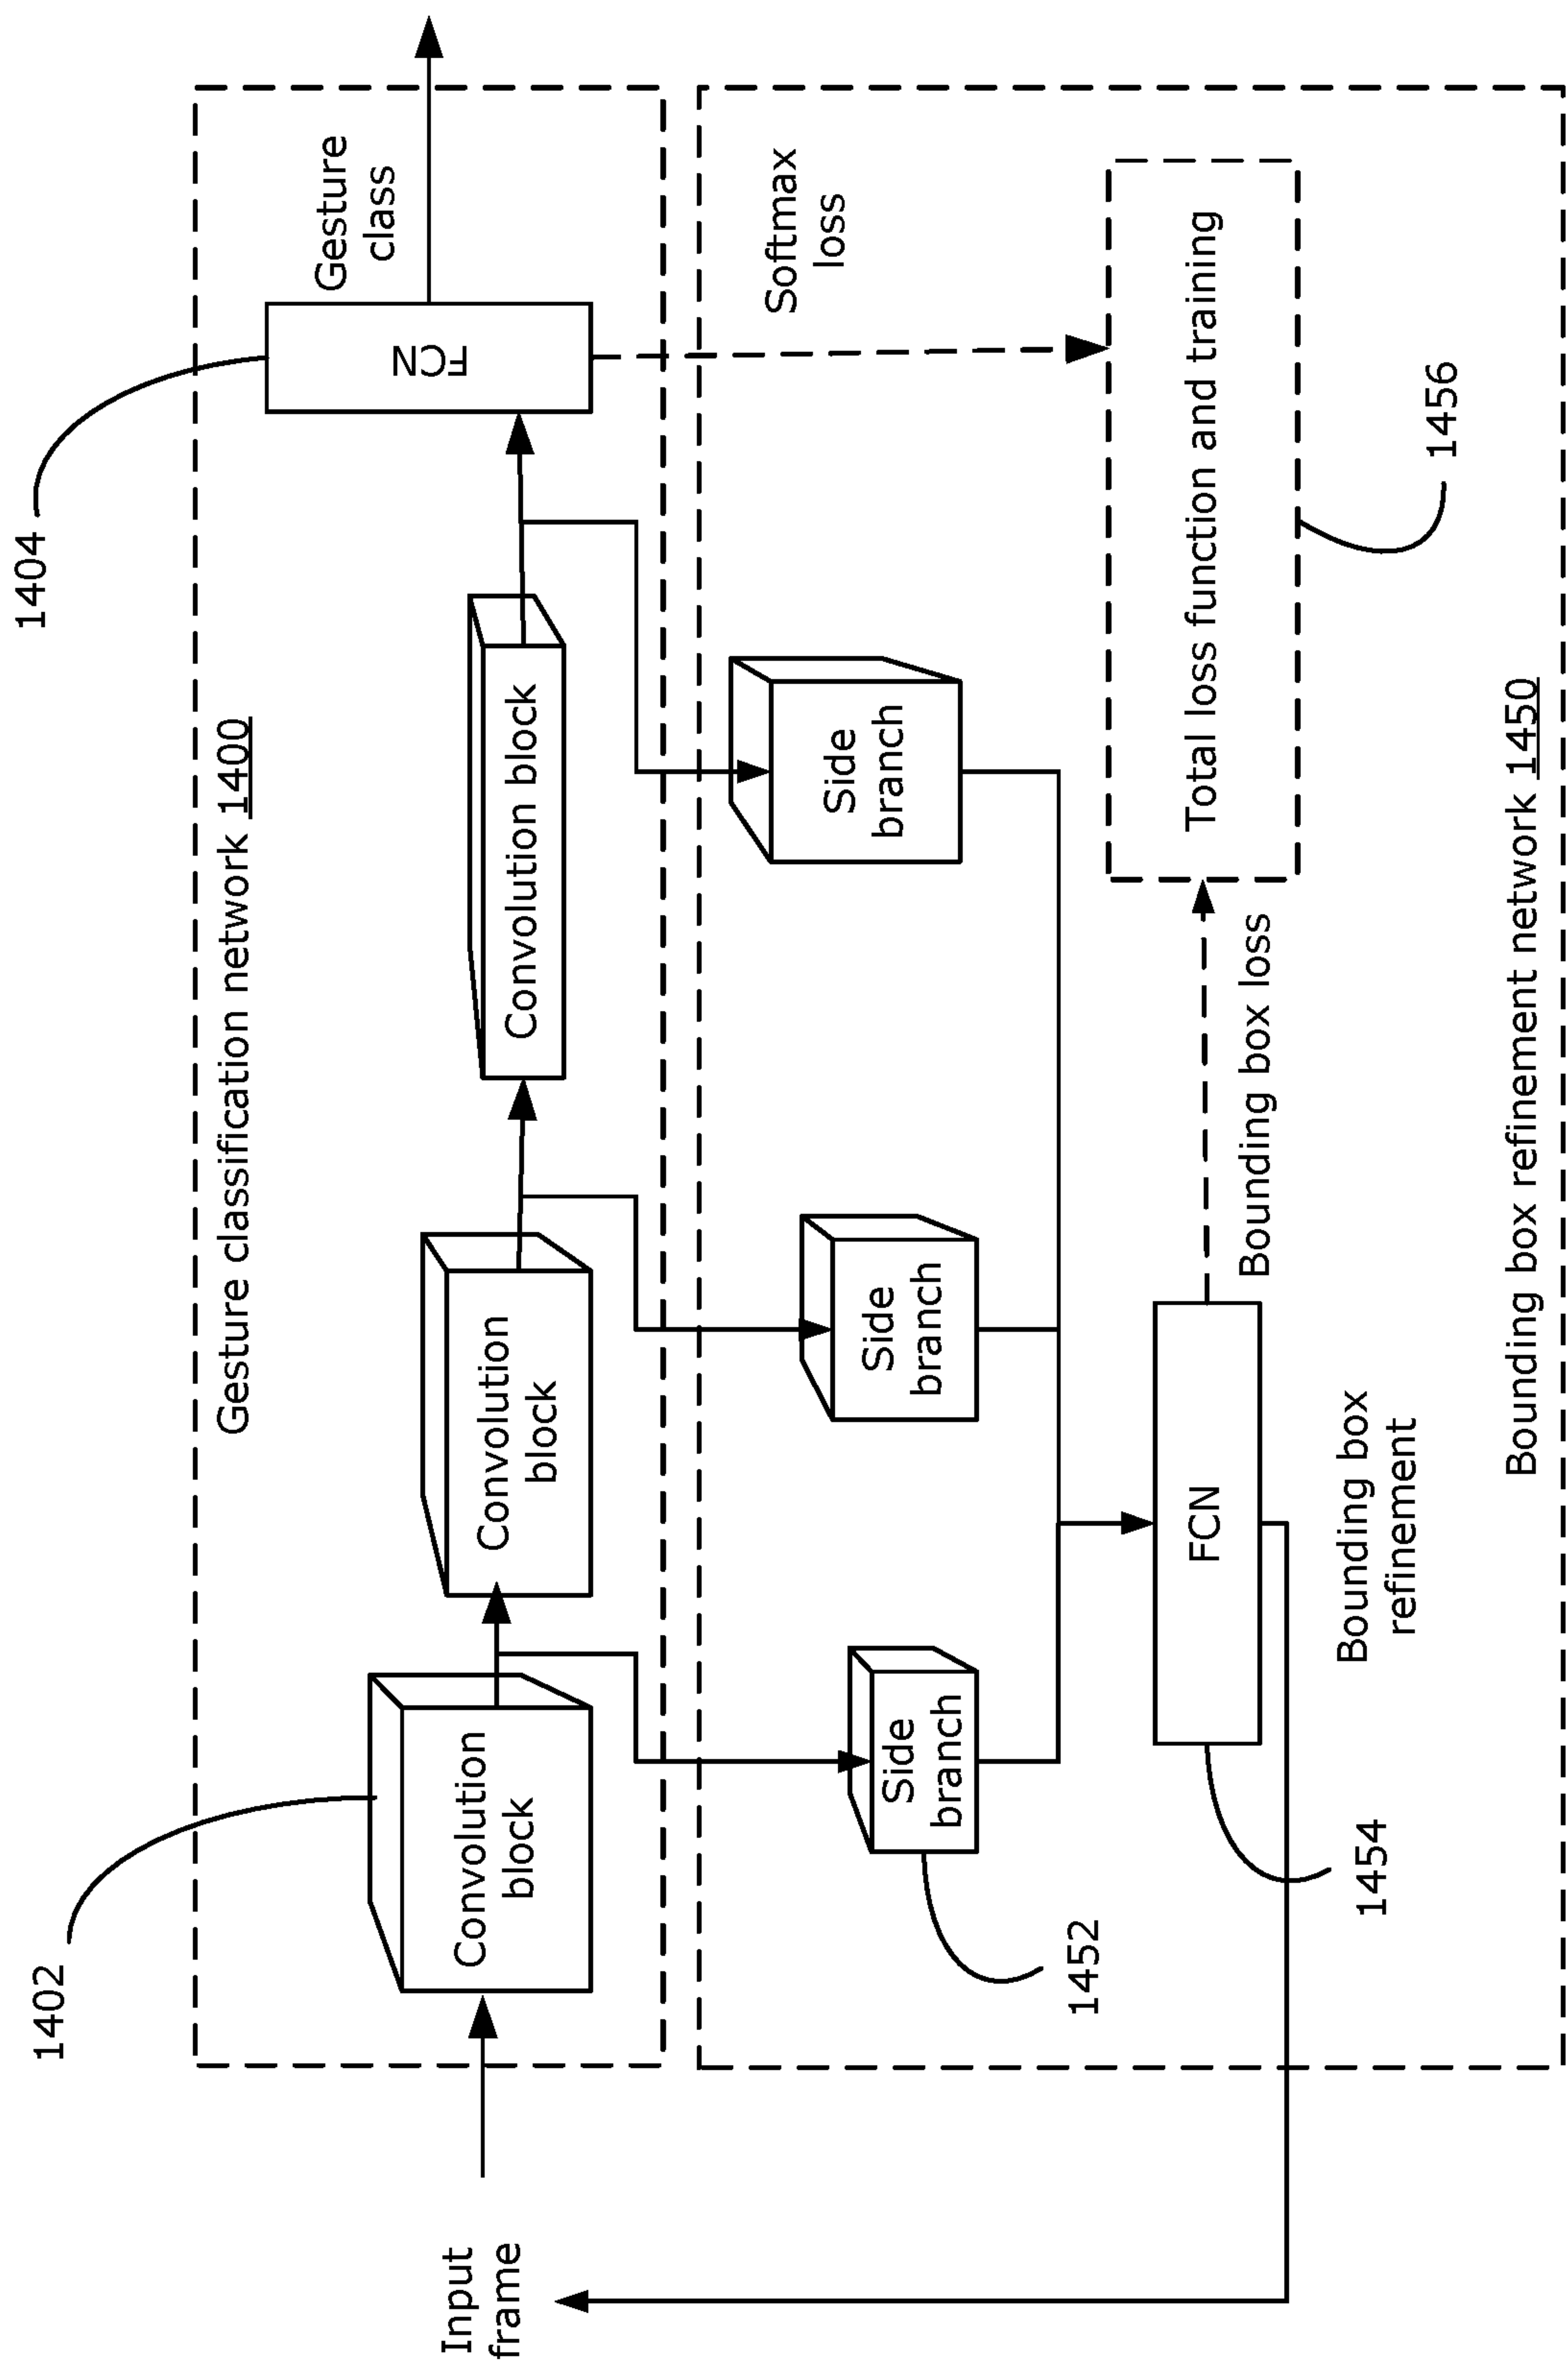 1402
1404
Gesture classification network 1400
Input
frame
Convolution
block
Convolution
block
Convolution block
FCN
Gesture
class
Side
branch
Side
branch
Side
branch
Softmax
loss
1452
FCN
Bounding box loss
Total loss function and training
1454
Bounding box
refinement
1456
Bounding box refinement network 1450